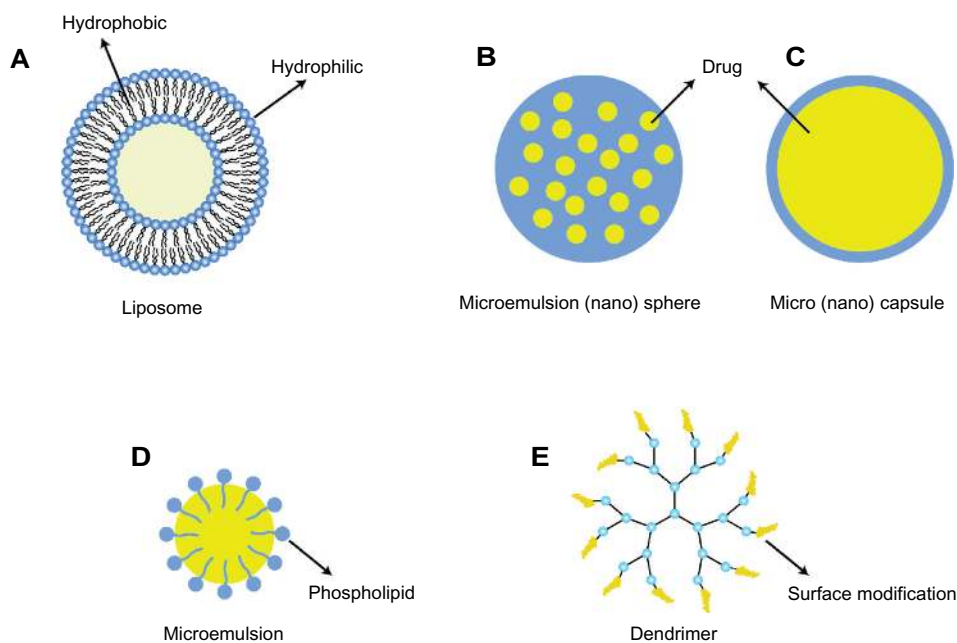 Hydrophobic
A
Hydrophilic
B
Drug
C
Liposome
Microemulsion (nano) sphere
Micro (nano) capsule
D
E
Phospholipid
Surface modification
Microemulsion
Dendrimer